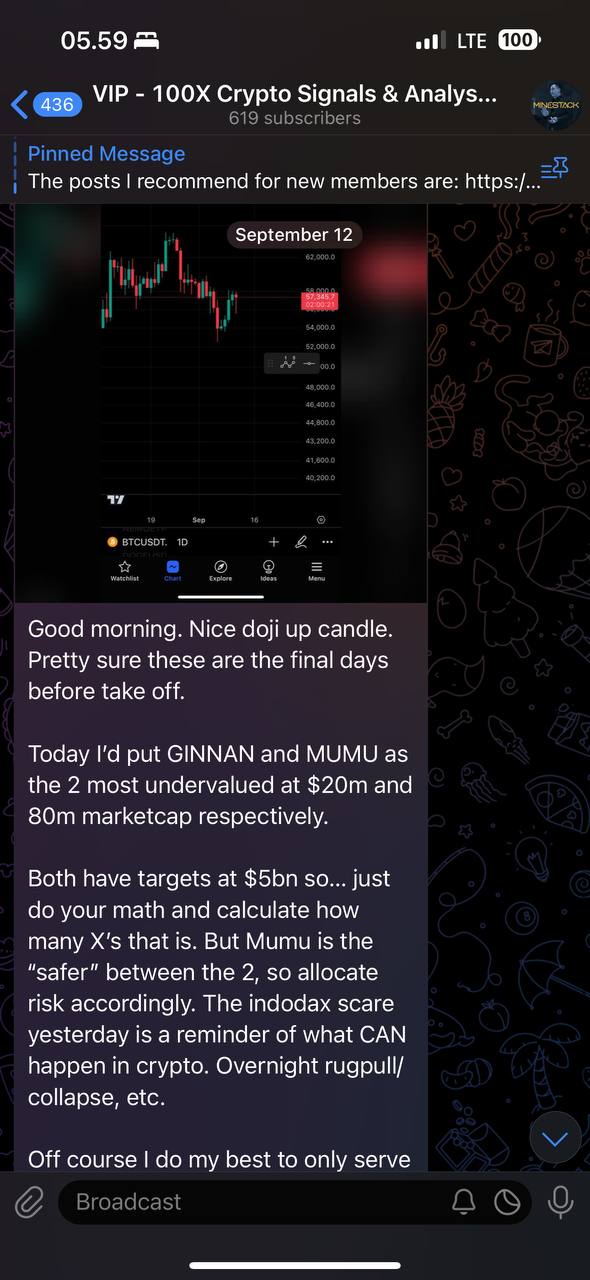 05.59
LTE 100
436
VIP - 100X Crypto Signals & Analys...
619 subscribers
MINESTACK
Pinned Message
The posts I recommend for new members are: https:/...
September 12
62,000.0
58,000.0
57,345.7
02:00:21
54,000.0
52,000.0
00.0
48,000.0
46,400.0
44,800.0
43,200.0
41,600.0
40,200.0
19 Sep 16
BTCUSDT. 1D
Watchlist Chart Explore Ideas Menu
Good morning. Nice doji up candle.
Pretty sure these are the final days
before take off.
Today I’d put GINNAN and MUMU as
the 2 most undervalued at $20m and
80m marketcap respectively.
Both have targets at $5bn so... just
do your math and calculate how
many X’s that is. But Mumu is the
“safer” between the 2, so allocate
risk accordingly. The indodax scare
yesterday is a reminder of what CAN
happen in crypto. Overnight rugpull/
collapse, etc.
Off course I do my best to only serve
Broadcast